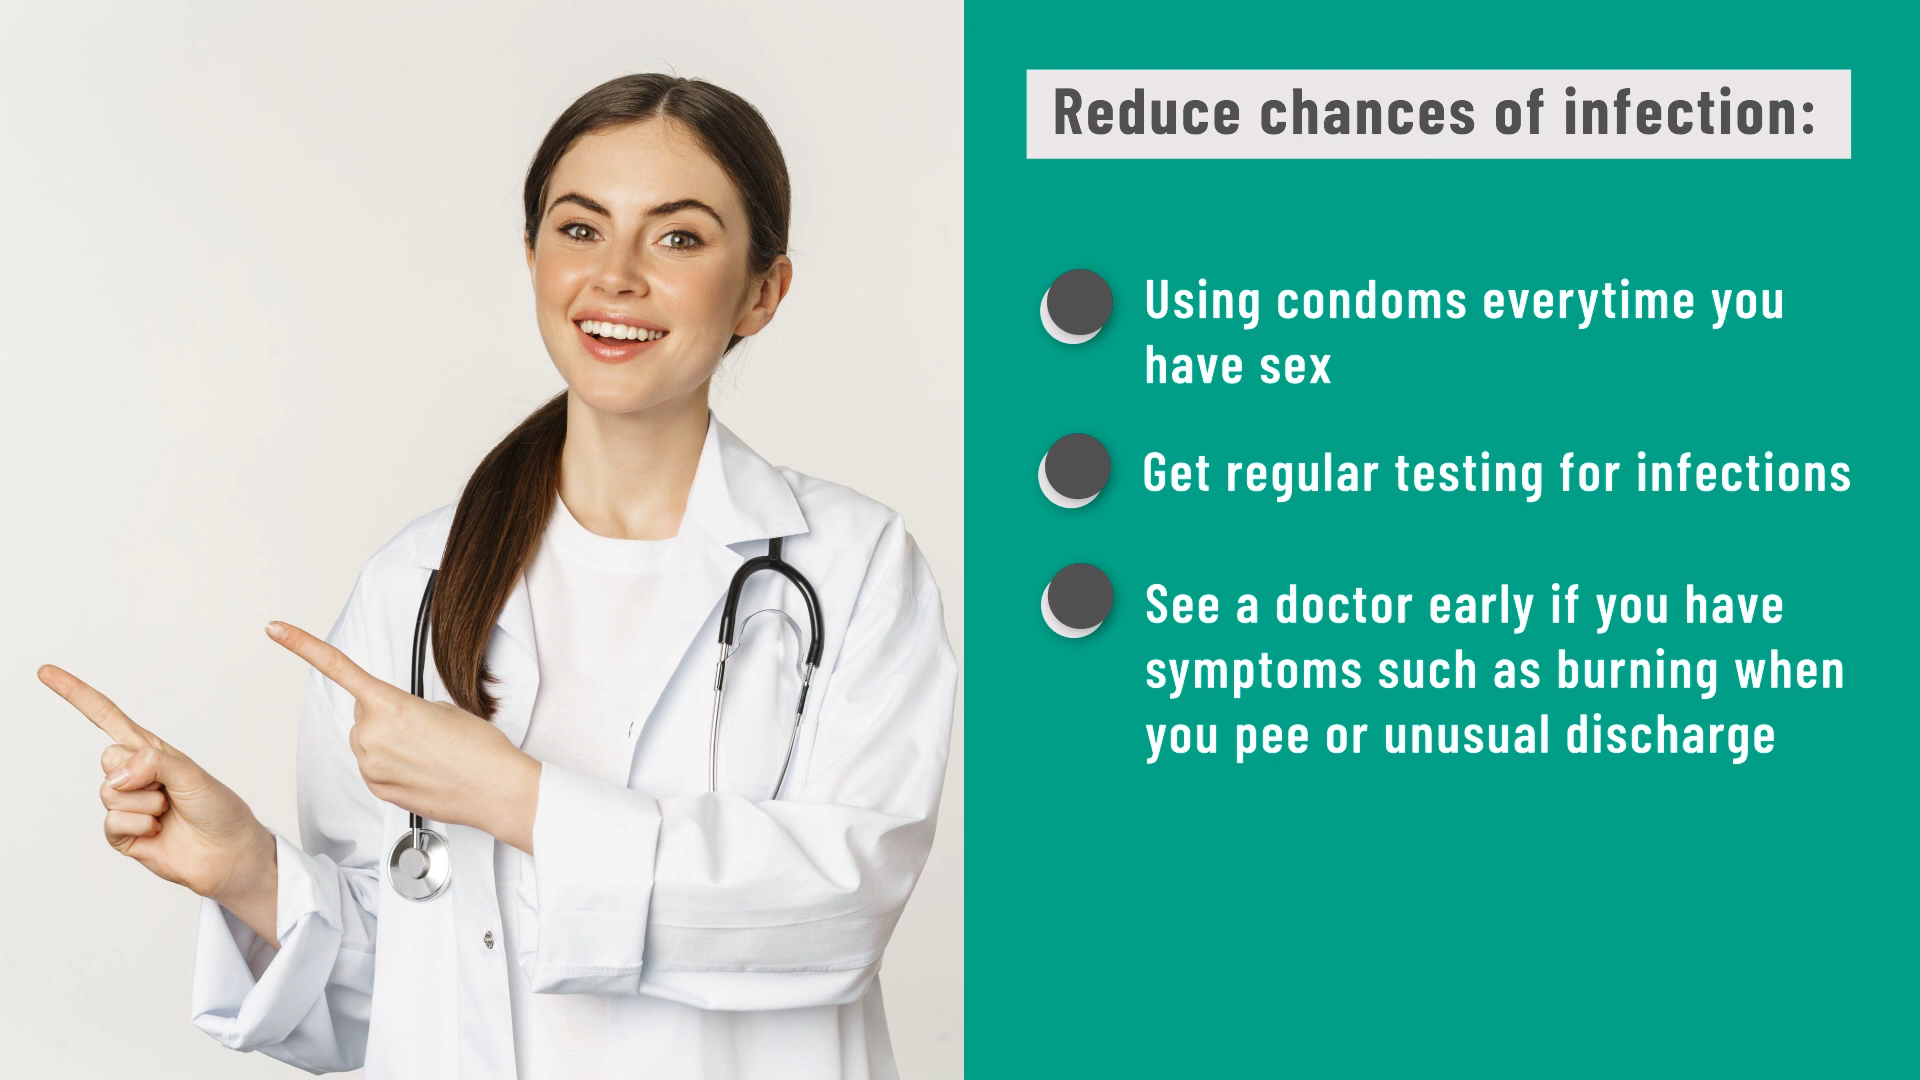 Reduce chances of infection:
Using condoms everytime you
have sex
Get regular testing for infections
See a doctor early if you have
symptoms such as burning when
you pee or unusual discharge